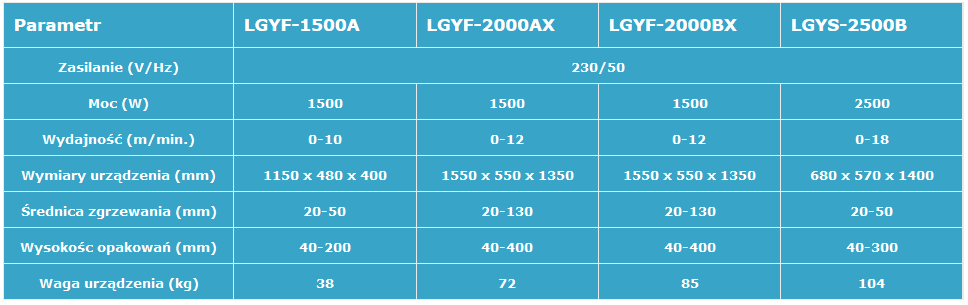 Parametr LGYF-1500A LGYF-2000AX LGYF-2000BX LGYS-2500B
Zasilanie (V/Hz) 230/50
Moc (W) 1500 1500 1500 2500
Wydajność (m/min.) 0-10 0-12 0-12 0-18
Wymiary urządzenia (mm) 1150 x 480 x 400 1550 x 550 x 1350 1550 x 550 x 1350 680 x 570 x 1400
Średnica zgrzewania (mm) 20-50 20-130 20-130 20-50
Wysokośc opakowań (mm) 40-200 40-400 40-400 40-300
Waga urządzenia (kg) 38 72 85 104